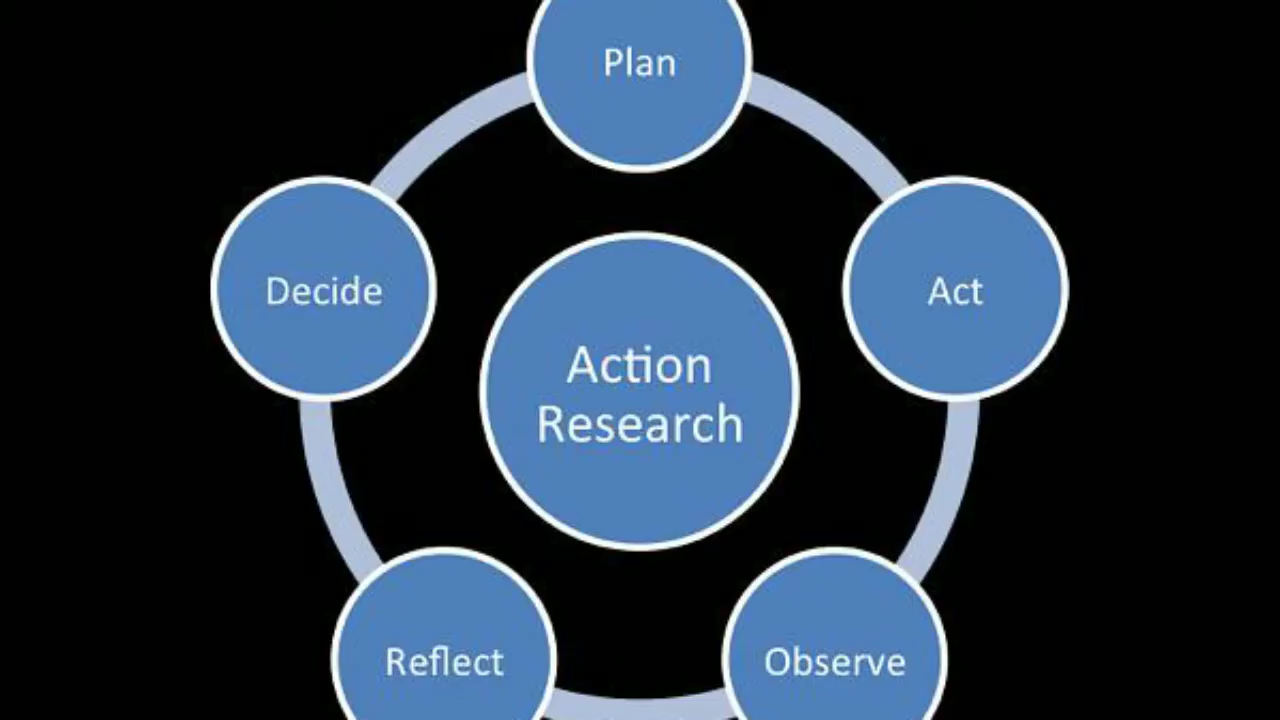 Plan
Decide
Act
Action
Research
Reflect
Observe